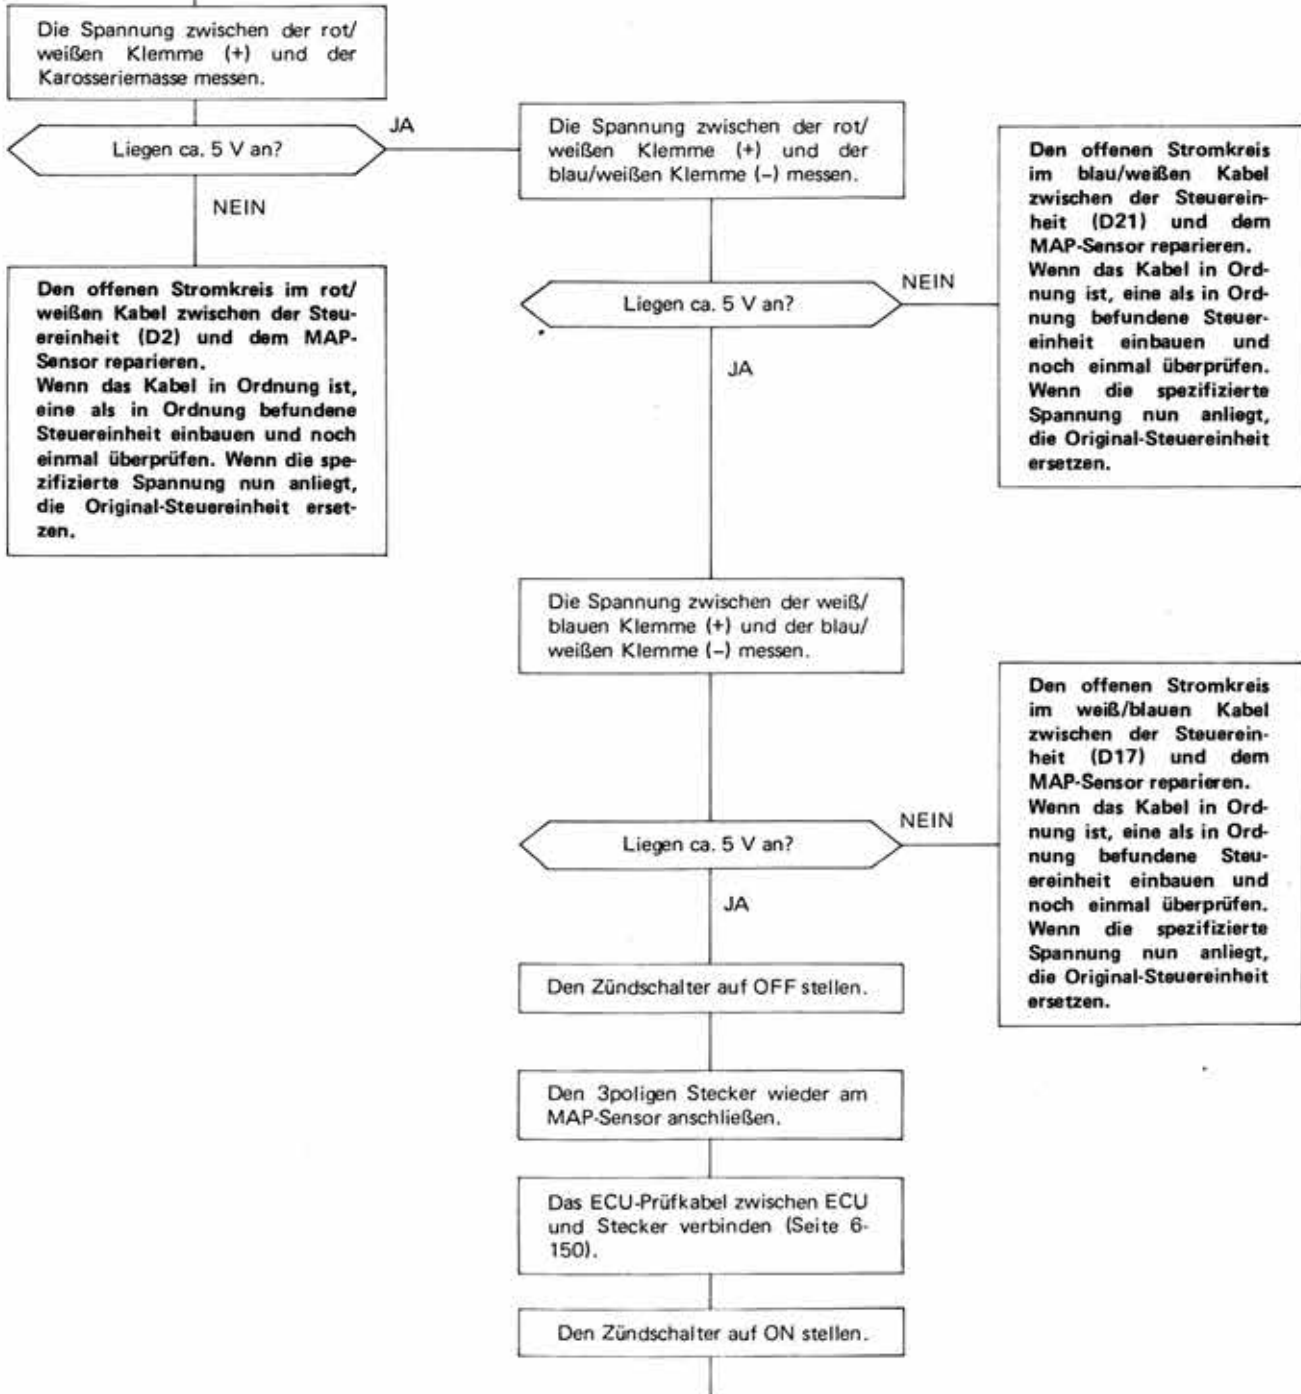 Die Spannung zwischen der rot/
weißen Klemme (+) und der
Karosseriemasse messen.
Liegen ca. 5 V an?
JA
NEIN
Den offenen Stromkreis im rot/
weißen Kabel zwischen der Steu-
ereinheit (D2) und dem MAP-
Sensor reparieren.
Wenn das Kabel in Ordnung ist,
eine als in Ordnung befundene
Steuereinheit einbauen und noch
einmal überprüfen. Wenn die spe-
zifizierte Spannung nun anliegt,
die Original-Steuereinheit erset-
zen.
Die Spannung zwischen der rot/
weißen Klemme (+) und der
blau/weißen Klemme (–) messen.
Liegen ca. 5 V an?
NEIN
JA
Den offenen Stromkreis
im blau/weißen Kabel
zwischen der Steuerein-
heit (D21) und dem
MAP-Sensor reparieren.
Wenn das Kabel in Ord-
nung ist, eine als in Ord-
nung befundene Steuer-
einheit einbauen und
noch einmal überprüfen.
Wenn die spezifizierte
Spannung nun anliegt,
die Original-Steuereinheit
ersetzen.
Die Spannung zwischen der weiß/
blauen Klemme (+) und der blau/
weißen Klemme (–) messen.
Liegen ca. 5 V an?
NEIN
JA
Den offenen Stromkreis
im weiß/blauen Kabel
zwischen der Steuerein-
heit (D17) und dem
MAP-Sensor reparieren.
Wenn das Kabel in Ord-
nung ist, eine als in Ord-
nung befundene Steu-
ereinheit einbauen und
noch einmal überprüfen.
Wenn die spezifizierte
Spannung nun anliegt,
die Original-Steuereinheit
ersetzen.
Den Zündschalter auf OFF stellen.
Den 3poligen Stecker wieder am
MAP-Sensor anschließen.
Das ECU-Prüfkabel zwischen ECU
und Stecker verbinden (Seite 6-
150).
Den Zündschalter auf ON stellen.